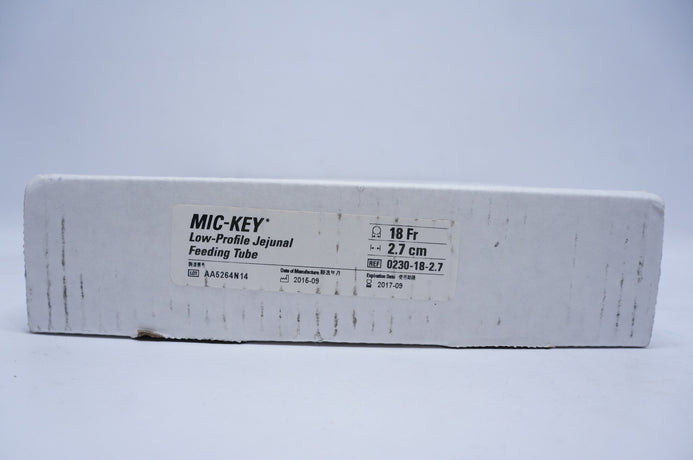 MIC-KEY*
Low-Profile Jejunal
Feeding Tube
18 Fr
2.7 cm
REF 0230-18-2.7
LOT AA5264N14
Date of Manufacture
2016-09
Expiration Date
2017-09